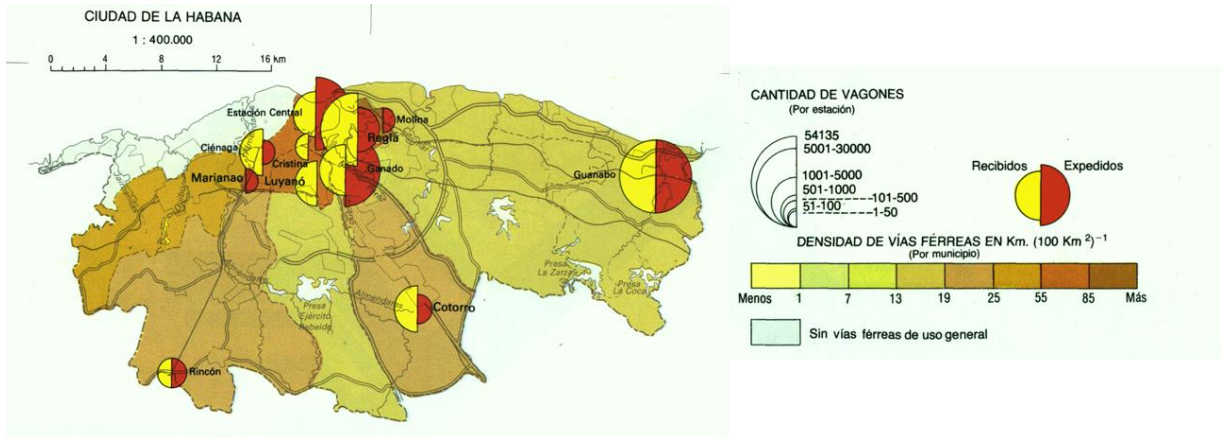 CIUDAD DE LA HABANA
1 : 400.000
0 4 8 12 16 km
Estación Central
Molina
Regla
Ciénaga
Cristina
Ganado
Marianao
Luyanó
Guanabo
Almendares
Presa
Ejército
Rebelde
Almendares
Cotorro
Presa
La Zarza
Presa
La Coca
Rincón
CANTIDAD DE VAGONES
(Por estación)
54135
5001-30000
1001-5000
501-1000
101-500
51-100
1-50
Recibidos
Expedidos
DENSIDAD DE VÍAS FÉRREAS EN Km. (100 Km 2)−1
(Por municipio)
Menos 1 7 13 19 25 55 85 Más
Sin vías férreas de uso general